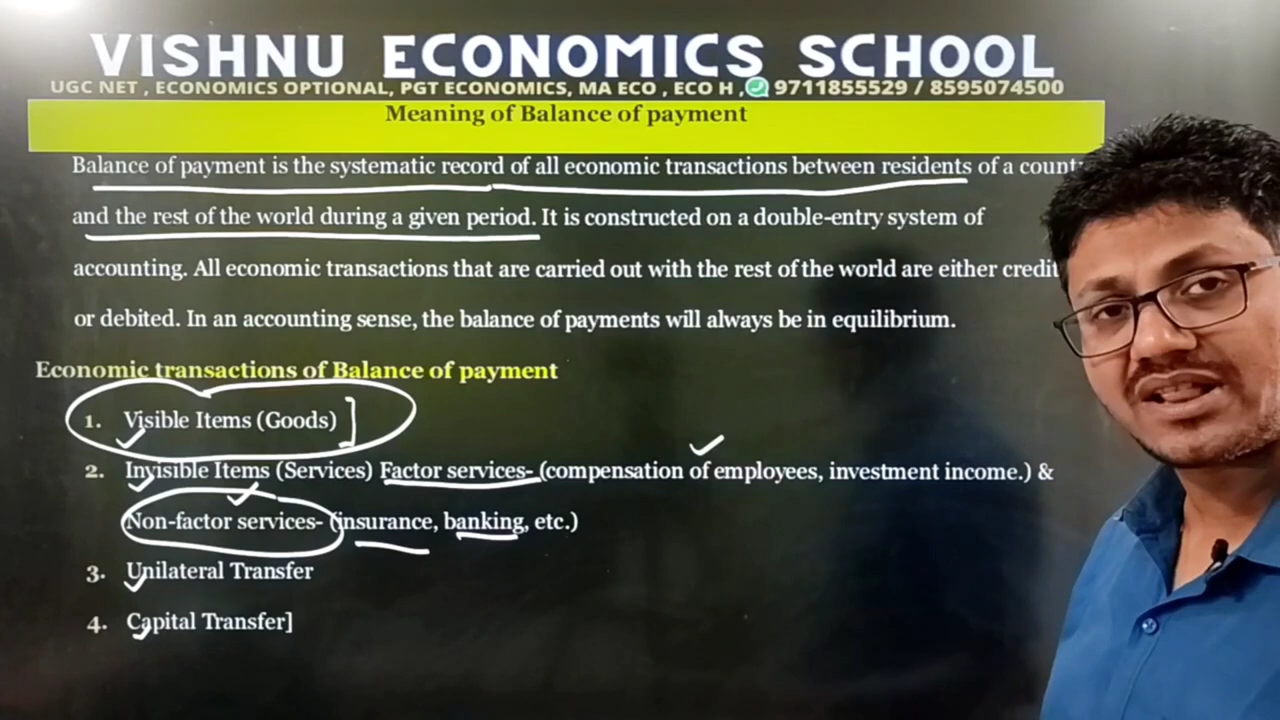 VISHNU ECONOMICS SCHOOL
UGC NET , ECONOMICS OPTIONAL, PGT ECONOMICS, MA ECO , ECO H , 9711855529 / 8595074500
Meaning of Balance of payment
Balance of payment is the systematic record of all economic transactions between residents of a count
and the rest of the world during a given period. It is constructed on a double-entry system of
accounting. All economic transactions that are carried out with the rest of the world are either credit
or debited. In an accounting sense, the balance of payments will always be in equilibrium.
Economic transactions of Balance of payment
1. Visible Items (Goods) ]
2. Invisible Items (Services) Factor services- (compensation of employees, investment income.) &
Non-factor services- (insurance, banking, etc.)
3. Unilateral Transfer
4. Capital Transfer]